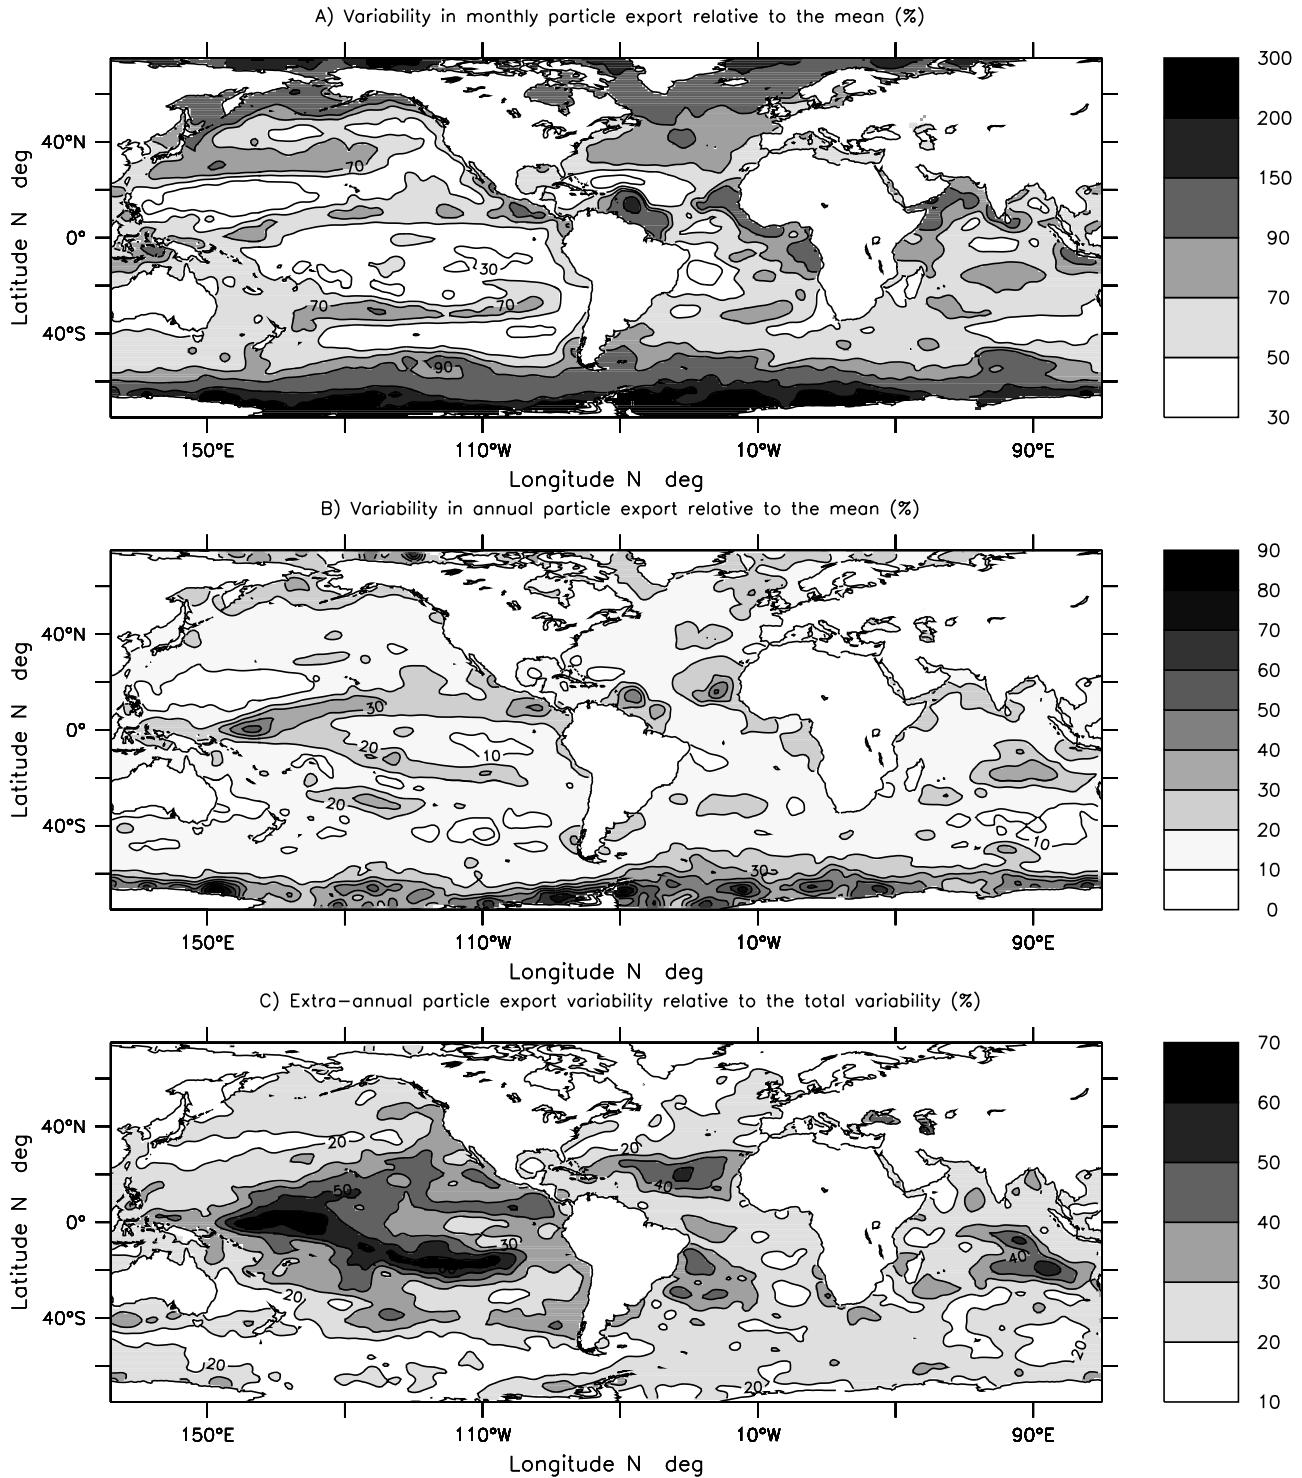 A) Variability in monthly particle export relative to the mean (%)
300
200
150
90
70
50
30
40°N
0°
40°S
Latitude N deg
70
30
70
70
90
150°E
110°W
10°W
90°E
Longitude N deg
B) Variability in annual particle export relative to the mean (%)
90
80
70
60
50
40
30
20
10
0
40°N
0°
40°S
Latitude N deg
30
20
10
20
10
30
150°E
110°W
10°W
90°E
Longitude N deg
C) Extra-annual particle export variability relative to the total variability (%)
70
60
50
40
30
20
10
40°N
0°
40°S
Latitude N deg
20
20
40
50
30
40
20
20
20
20
150°E
110°W
10°W
90°E
Longitude N deg